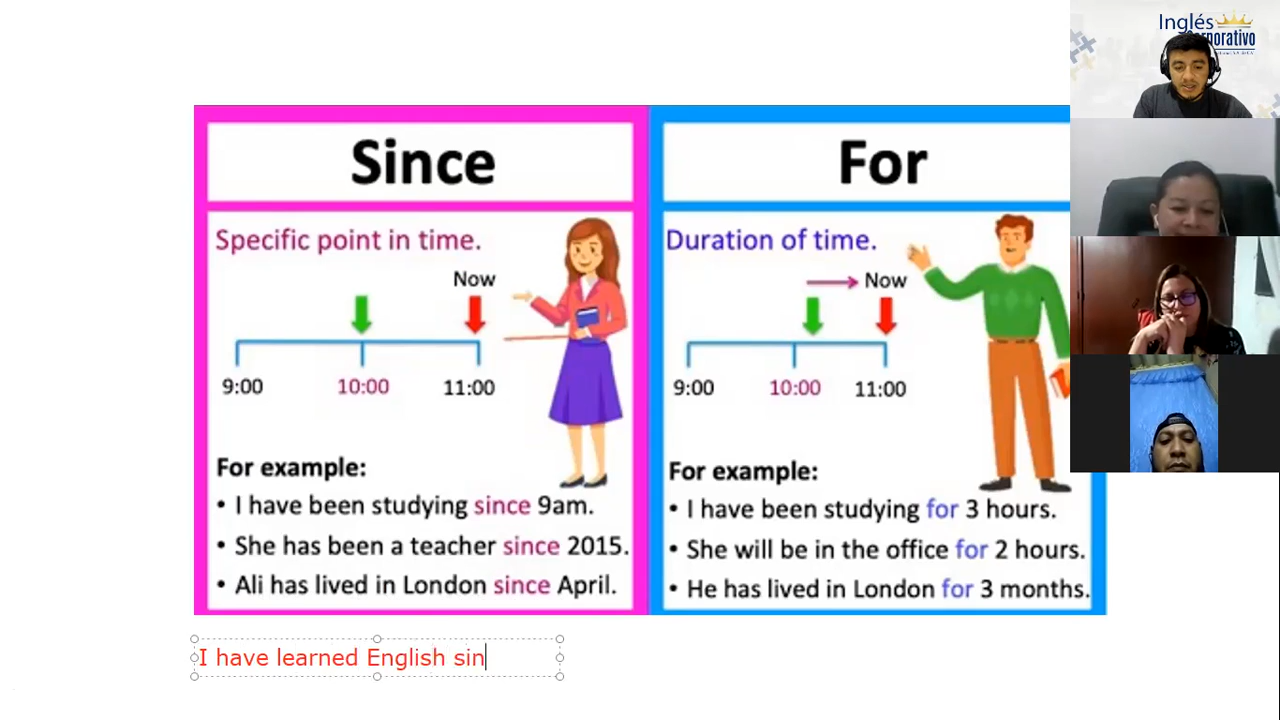 Inglés
Since
For
Specific point in time.
Now
9:00
10:00
11:00
For example:
• I have been studying since 9am.
• She has been a teacher since 2015.
• Ali has lived in London since April.
Duration of time.
Now
9:00
10:00
11:00
For example:
• I have been studying for 3 hours.
• She will be in the office for 2 hours.
• He has lived in London for 3 months.
I have learned English sin